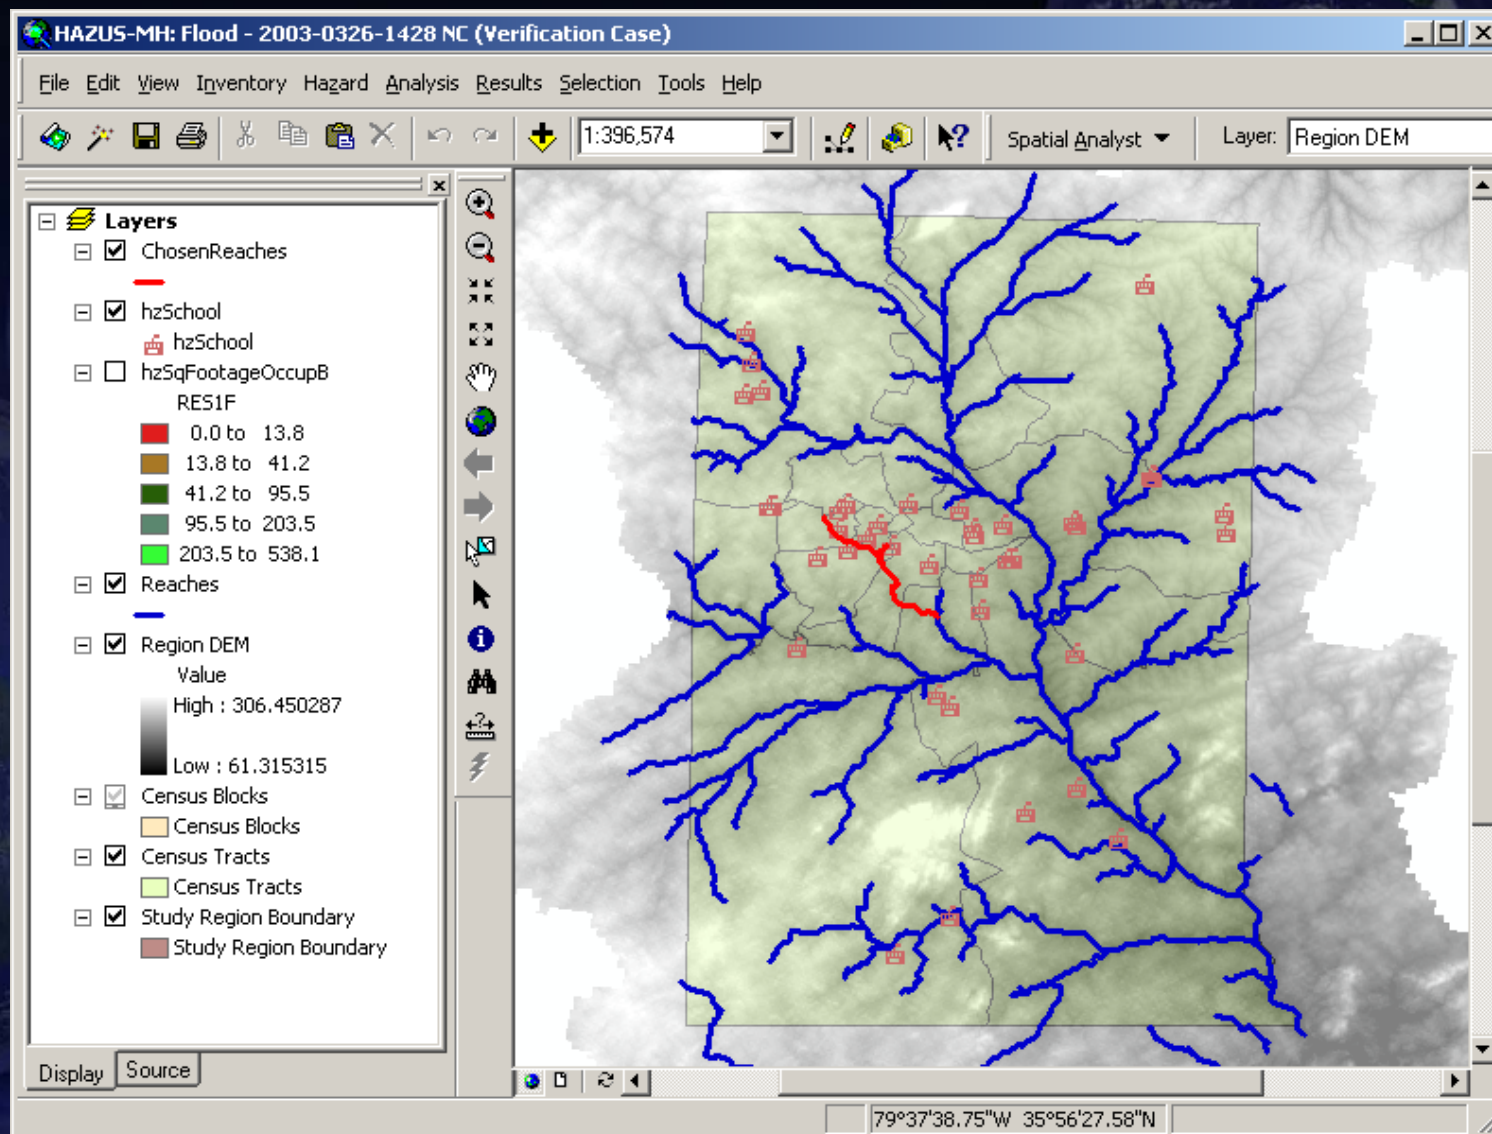 HAZUS-MH: Flood - 2003-0326-1428 NC (Verification Case)
File Edit View Inventory Hazard Analysis Results Selection Tools Help
1:396,574 Spatial Analyst Layer: Region DEM
Layers
ChosenReaches
hzSchool
hzSchool
hzSqFootageOccupB
RES1F
0.0 to 13.8
13.8 to 41.2
41.2 to 95.5
95.5 to 203.5
203.5 to 538.1
Reaches
Region DEM
Value
High : 306.450287
Low : 61.315315
Census Blocks
Census Blocks
Census Tracts
Census Tracts
Study Region Boundary
Study Region Boundary
Display Source
79°37'38.75"W 35°56'27.58"N